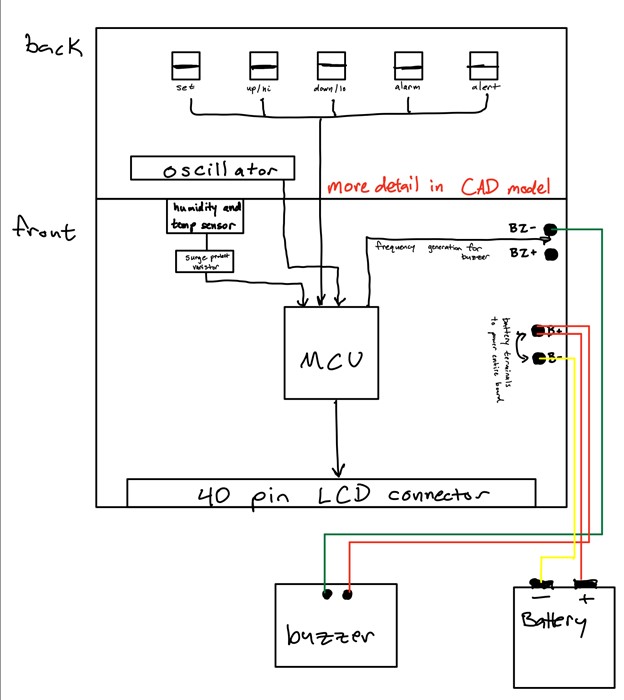 back
set
up/hi
down/lo
alarm
alert
oscillator
more detail in CAD model
front
humidity and
temp sensor
surge protect
resistor
BZ-
frequency generation for
buzzer
BZ+
MCU
B+
B-
battery terminals
to power entire board
40 pin LCD connector
buzzer
- +
Battery